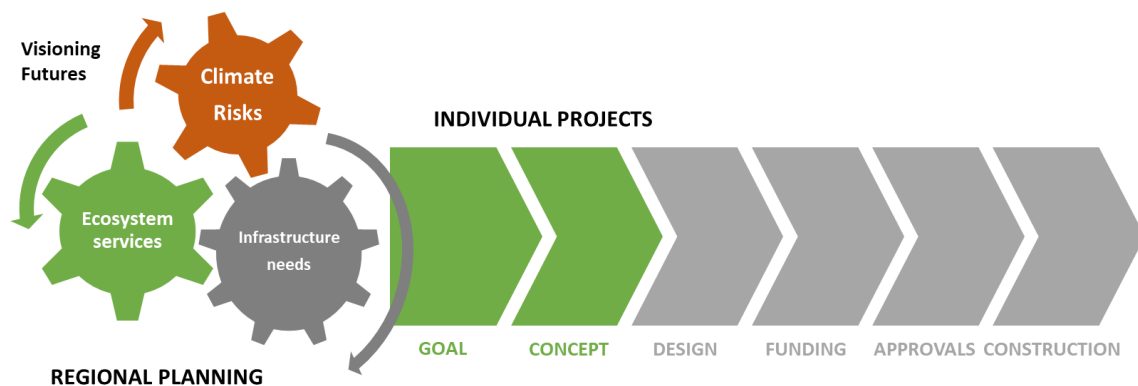 Visioning
Futures
Climate
Risks
Ecosystem
services
Infrastructure
needs
REGIONAL PLANNING
INDIVIDUAL PROJECTS
GOAL
CONCEPT
DESIGN
FUNDING
APPROVALS
CONSTRUCTION